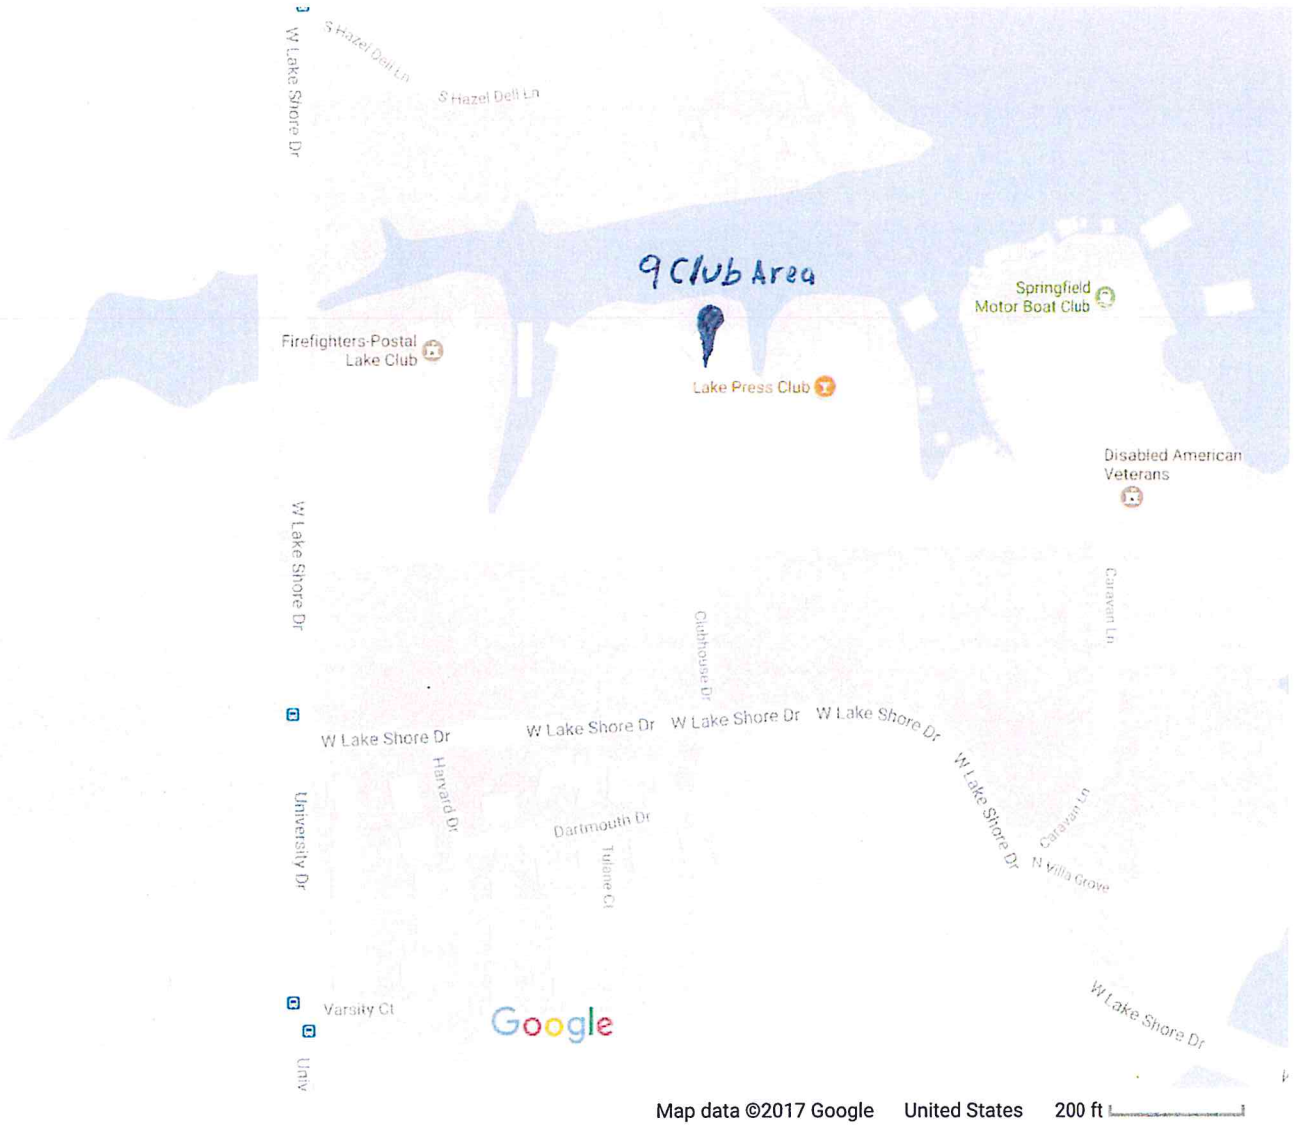 W Lake Shore Dr
S Hazel Dell Ln
S Hazel Dell Ln
9 Club Area
Springfield
Motor Boat Club
Firefighters-Postal
Lake Club
Lake Press Club
Disabled American
Veterans
W Lake Shore Dr
Caravan Ln
Clubhouse Dr
W Lake Shore Dr
W Lake Shore Dr
W Lake Shore Dr
W Lake Shore Dr
W Lake Shore Dr
Harvard Dr
University Dr
Dartmouth Dr
Tulane Ct
Caravan Ln
N Villa Grove
Varsity Ct
Google
W Lake Shore Dr
Univ
Map data ©2017 Google United States 200 ft